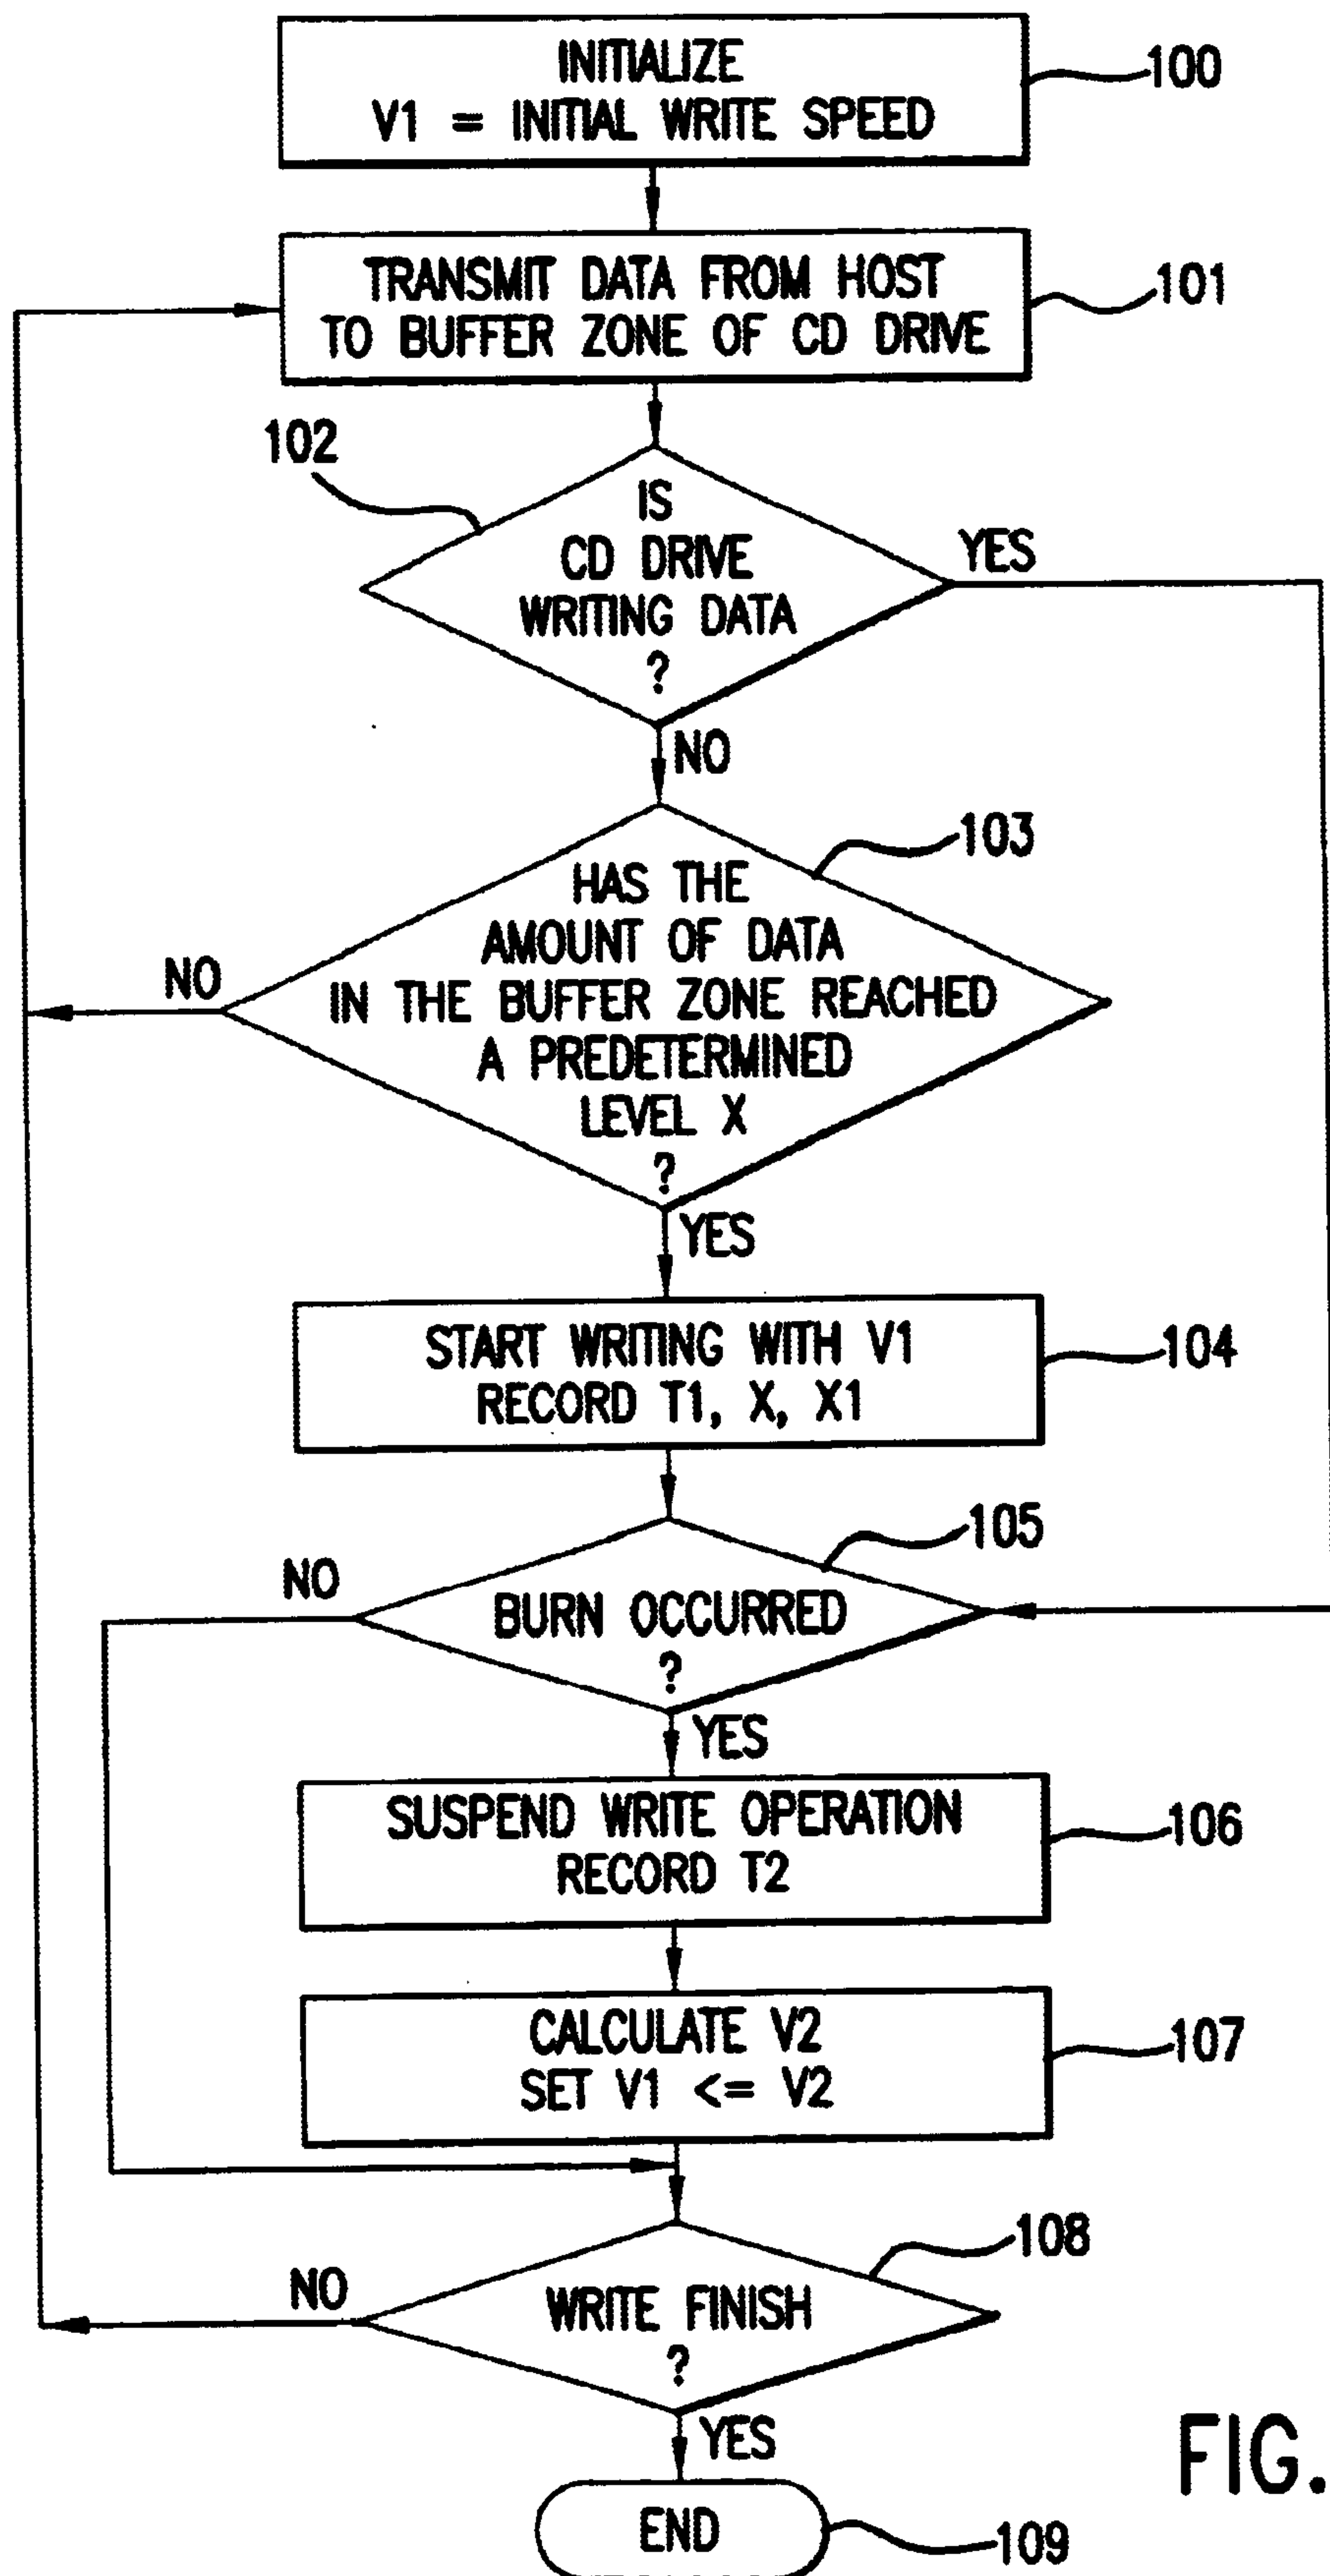 INITIALIZE
V1 = INITIAL WRITE SPEED
100
TRANSMIT DATA FROM HOST
TO BUFFER ZONE OF CD DRIVE
101
102
IS
CD DRIVE
WRITING DATA
?
YES
NO
103
HAS THE
AMOUNT OF DATA
IN THE BUFFER ZONE REACHED
A PREDETERMINED
LEVEL X
?
NO
YES
START WRITING WITH V1
RECORD T1, X, X1
104
105
NO
BURN OCCURRED
?
YES
SUSPEND WRITE OPERATION
RECORD T2
106
CALCULATE V2
SET V1 <= V2
107
108
NO
WRITE FINISH
?
YES
FIG.
END
109